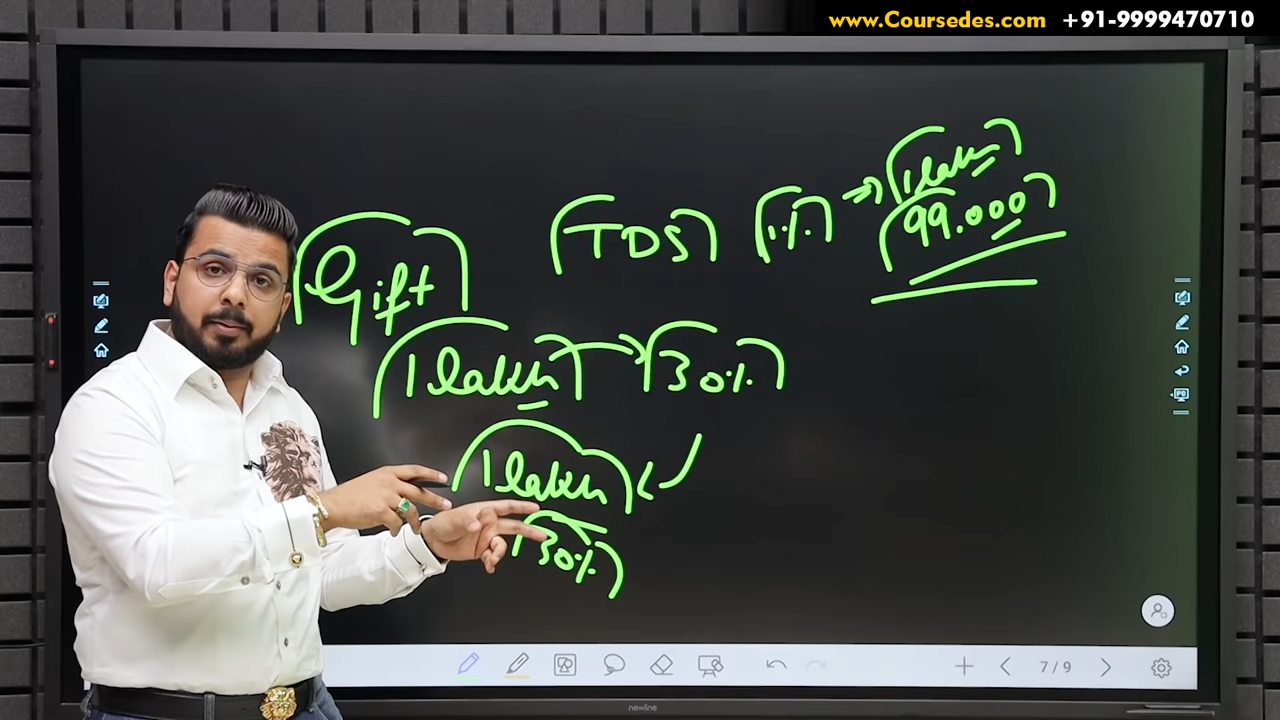 www.Coursedes.com +91-9999470710
Gift TDS 1% ⇒ 1 lakh
99.000
1 lakh → 30%
1 lakh
30%
7/9
newline